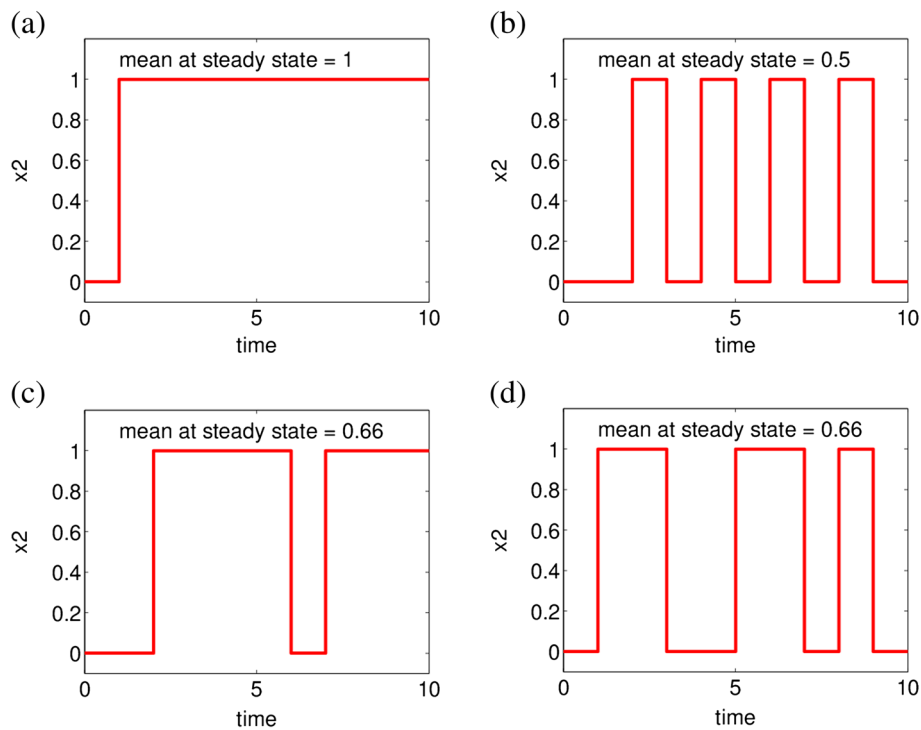 (a)
mean at steady state = 1
1
0.8
0.6
0.4
0.2
0
x2
0 5 10
time
(b)
mean at steady state = 0.5
1
0.8
0.6
0.4
0.2
0
x2
0 5 10
time
(c)
mean at steady state = 0.66
1
0.8
0.6
0.4
0.2
0
x2
0 5 10
time
(d)
mean at steady state = 0.66
1
0.8
0.6
0.4
0.2
0
x2
0 5 10
time